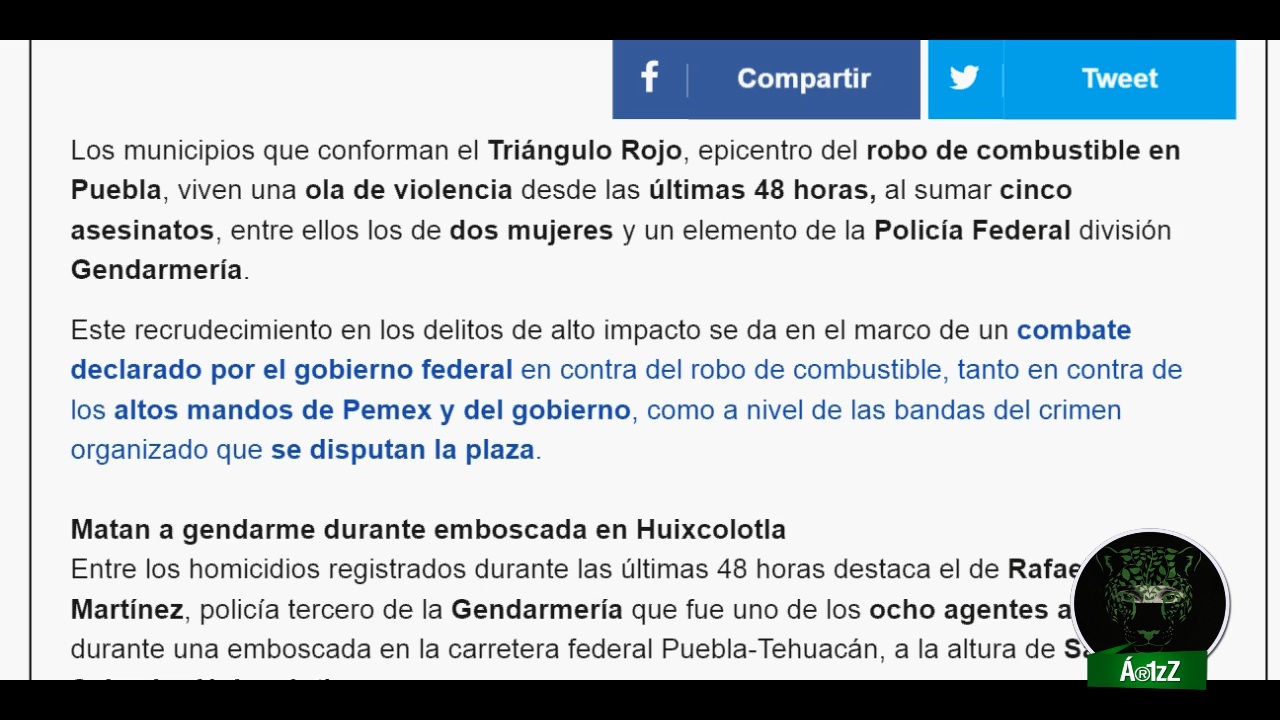 Compartir
Tweet
Los municipios que conforman el Triángulo Rojo, epicentro del robo de combustible en
Puebla, viven una ola de violencia desde las últimas 48 horas, al sumar cinco
asesinatos, entre ellos los de dos mujeres y un elemento de la Policía Federal división
Gendarmería.
Este recrudecimiento en los delitos de alto impacto se da en el marco de un combate
declarado por el gobierno federal en contra del robo de combustible, tanto en contra de
los altos mandos de Pemex y del gobierno, como a nivel de las bandas del crimen
organizado que se disputan la plaza.
Matan a gendarme durante emboscada en Huixcolotla
Entre los homicidios registrados durante las últimas 48 horas destaca el de
Martínez, policía tercero de la Gendarmería que fue uno de los ocho agentes
durante una emboscada en la carretera federal Puebla-Tehuacán, a la altura de
Á®1zZ